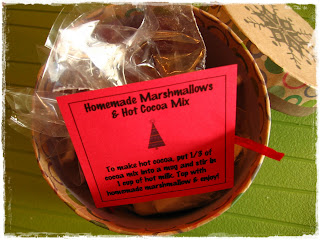 Homemade Marshmallows
& Hot Cocoa Mix
To make hot cocoa, put 1/3 of
cocoa mix into a mug and stir in
1 cup of hot milk. Top with
homemade marshmallow & enjoy!